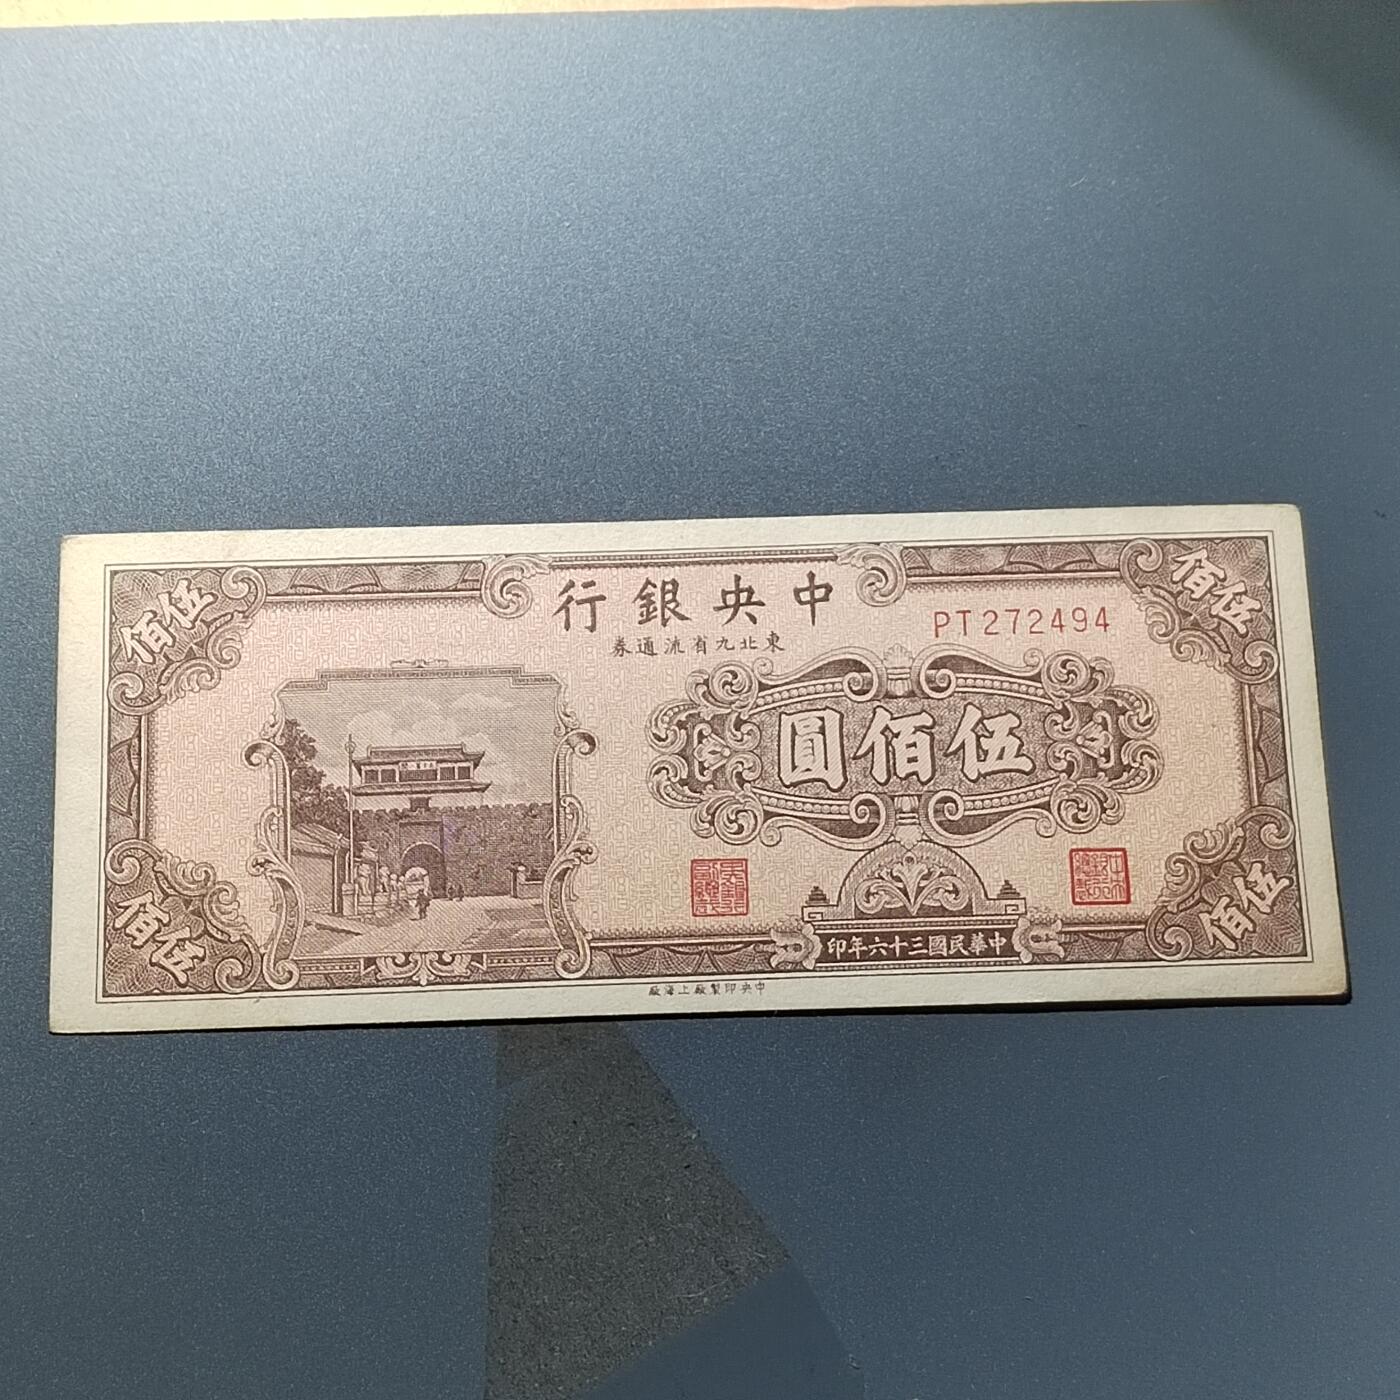 中央銀行
東北九省流通券
PT272494
伍佰
伍佰
伍佰圓
伍佰
伍佰
中華民國三十六年印
中央印製廠上海廠